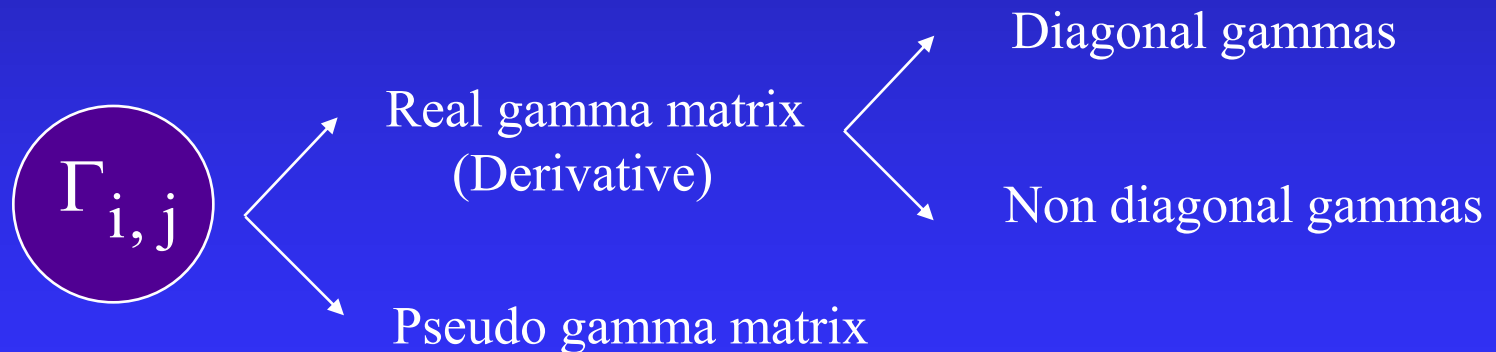 Γi, j
Real gamma matrix
(Derivative)
Pseudo gamma matrix
Diagonal gammas
Non diagonal gammas